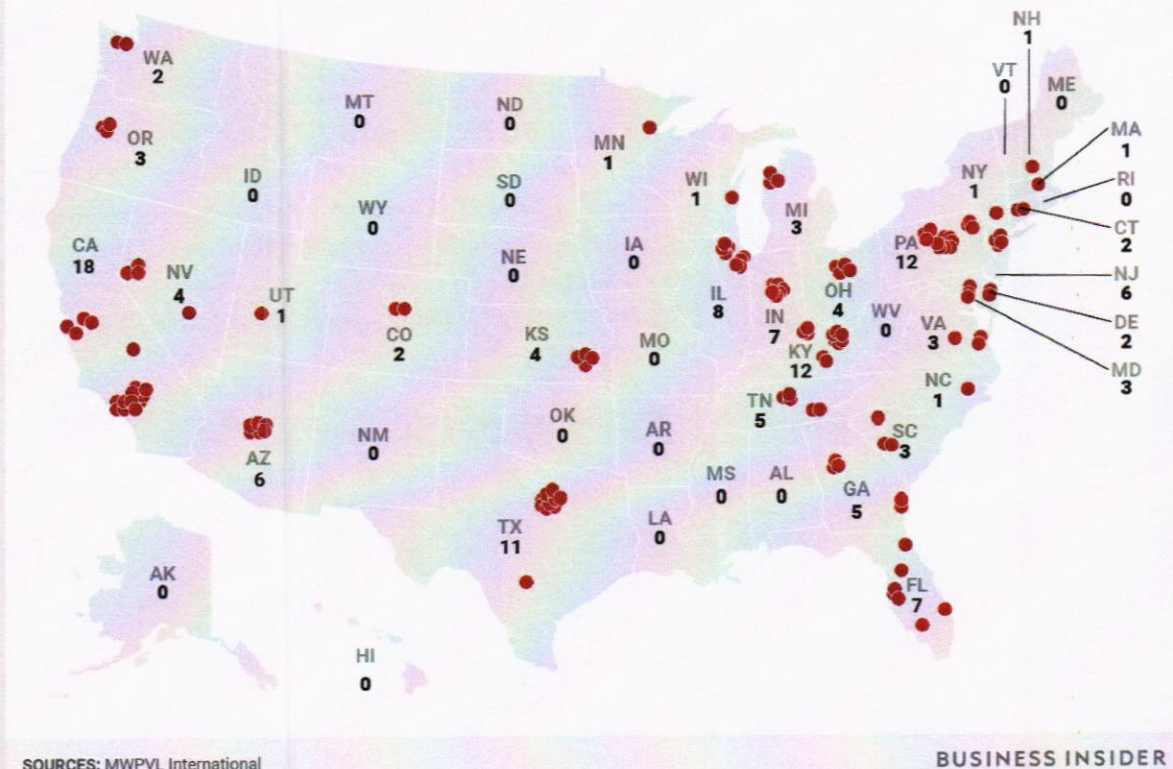 NH
1
WA
2
VT
0
ME
0
MT
0
ND
0
OR
3
MN
1
MA
1
ID
0
SD
0
WI
1
NY
1
RI
0
WY
0
MI
3
CT
2
CA
18
NV
4
NE
0
IA
0
PA
12
NJ
6
UT
1
IL
8
OH
4
WV
0
IN
7
VA
3
DE
2
CO
2
KS
4
MO
0
KY
12
MD
3
NC
1
TN
5
OK
0
AR
0
NM
0
SC
3
AZ
6
MS
0
AL
0
GA
5
TX
11
LA
0
AK
0
FL
7
HI
0
SOURCES: MWPVL International
BUSINESS INSIDER